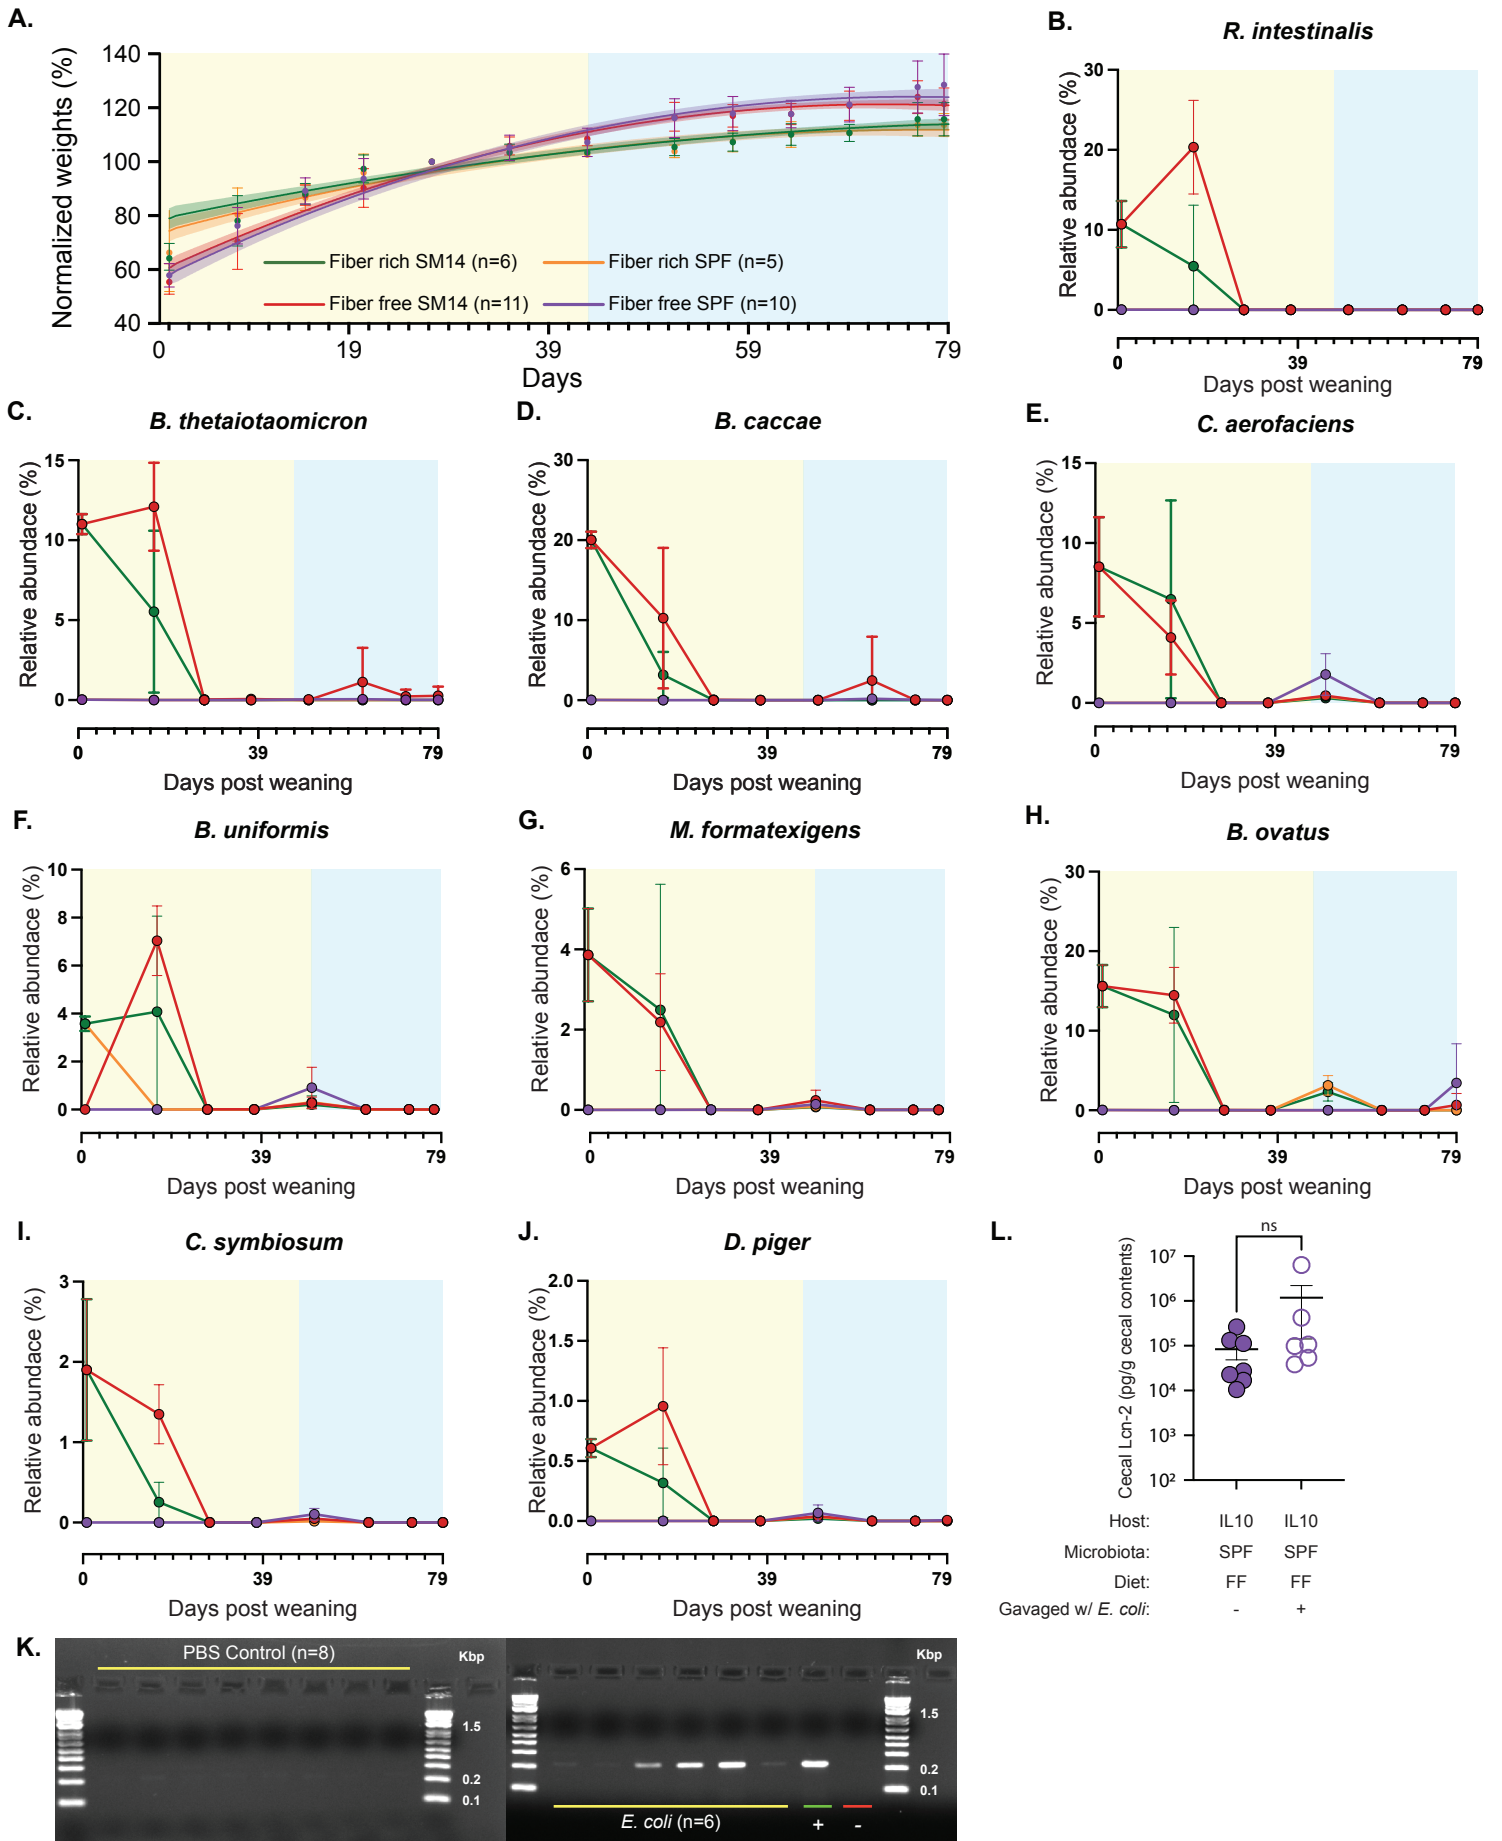 A.
Normalized weights (%)
140
120
100
80
60
40
Fiber rich SM14 (n=6)
Fiber rich SPF (n=5)
Fiber free SM14 (n=11)
Fiber free SPF (n=10)
0 19 39 59 79
Days
B.
R. intestinalis
Relative abundace (%)
30
20
10
0
0 39 79
Days post weaning
C.
B. thetaiotaomicron
Relative abundace (%)
15
10
5
0
0 39 79
Days post weaning
D.
B. caccae
Relative abundace (%)
30
20
10
0
0 39 79
Days post weaning
E.
C. aerofaciens
Relative abundace (%)
15
10
5
0
0 39 79
Days post weaning
F.
B. uniformis
Relative abundace (%)
10
8
6
4
2
0
0 39 79
Days post weaning
G.
M. formatexigens
Relative abundace (%)
6
4
2
0
0 39 79
Days post weaning
H.
B. ovatus
Relative abundace (%)
30
20
10
0
0 39 79
Days post weaning
I.
C. symbiosum
Relative abundace (%)
3
2
1
0
0 39 79
Days post weaning
J.
D. piger
Relative abundace (%)
2.0
1.5
1.0
0.5
0.0
0 39 79
Days post weaning
L.
ns
Cecal Lcn-2 (pg/g cecal contents)
10⁷
10⁶
10⁵
10⁴
10³
10²
Host: IL10 IL10
Microbiota: SPF SPF
Diet: FF FF
Gavaged w/ E. coli: - +
K.
PBS Control (n=8)
Kbp
1.5
0.2
0.1
Kbp
1.5
0.2
0.1
E. coli (n=6)
+ -